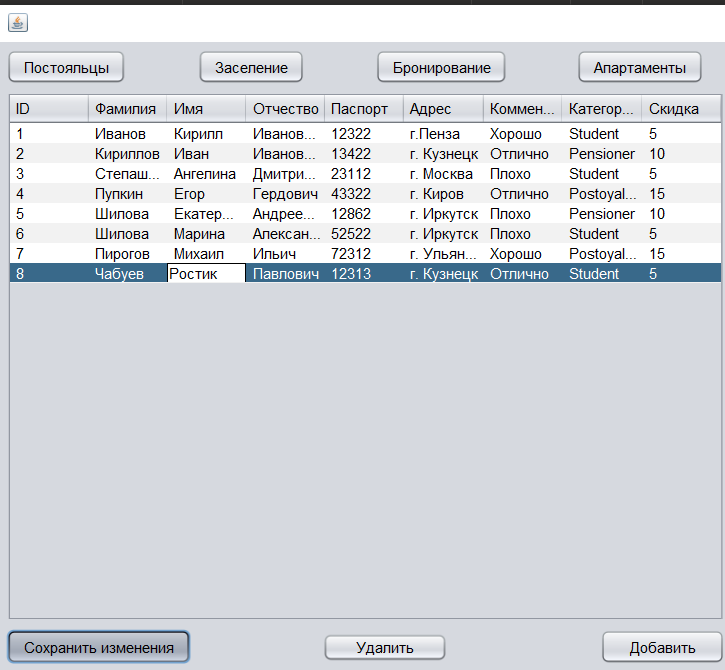 Постояльцы Заселение Бронирование Апартаменты
ID Фамилия Имя Отчество Паспорт Адрес Коммен... Категор... Скидка
1 Иванов Кирилл Иванов... 12322 г.Пенза Хорошо Student 5
2 Кириллов Иван Иванов... 13422 г. Кузнецк Отлично Pensioner 10
3 Степаш... Ангелина Дмитри... 23112 г. Москва Плохо Student 5
4 Пупкин Егор Гердович 43322 г. Киров Отлично Postoyal... 15
5 Шилова Екатер... Андрее... 12862 г. Иркутск Плохо Pensioner 10
6 Шилова Марина Алексан... 52522 г. Иркутск Плохо Student 5
7 Пирогов Михаил Ильич 72312 г. Ульян... Хорошо Postoyal... 15
8 Чабуев Ростик Павлович 12313 г. Кузнецк Отлично Student 5
Сохранить изменения Удалить Добавить